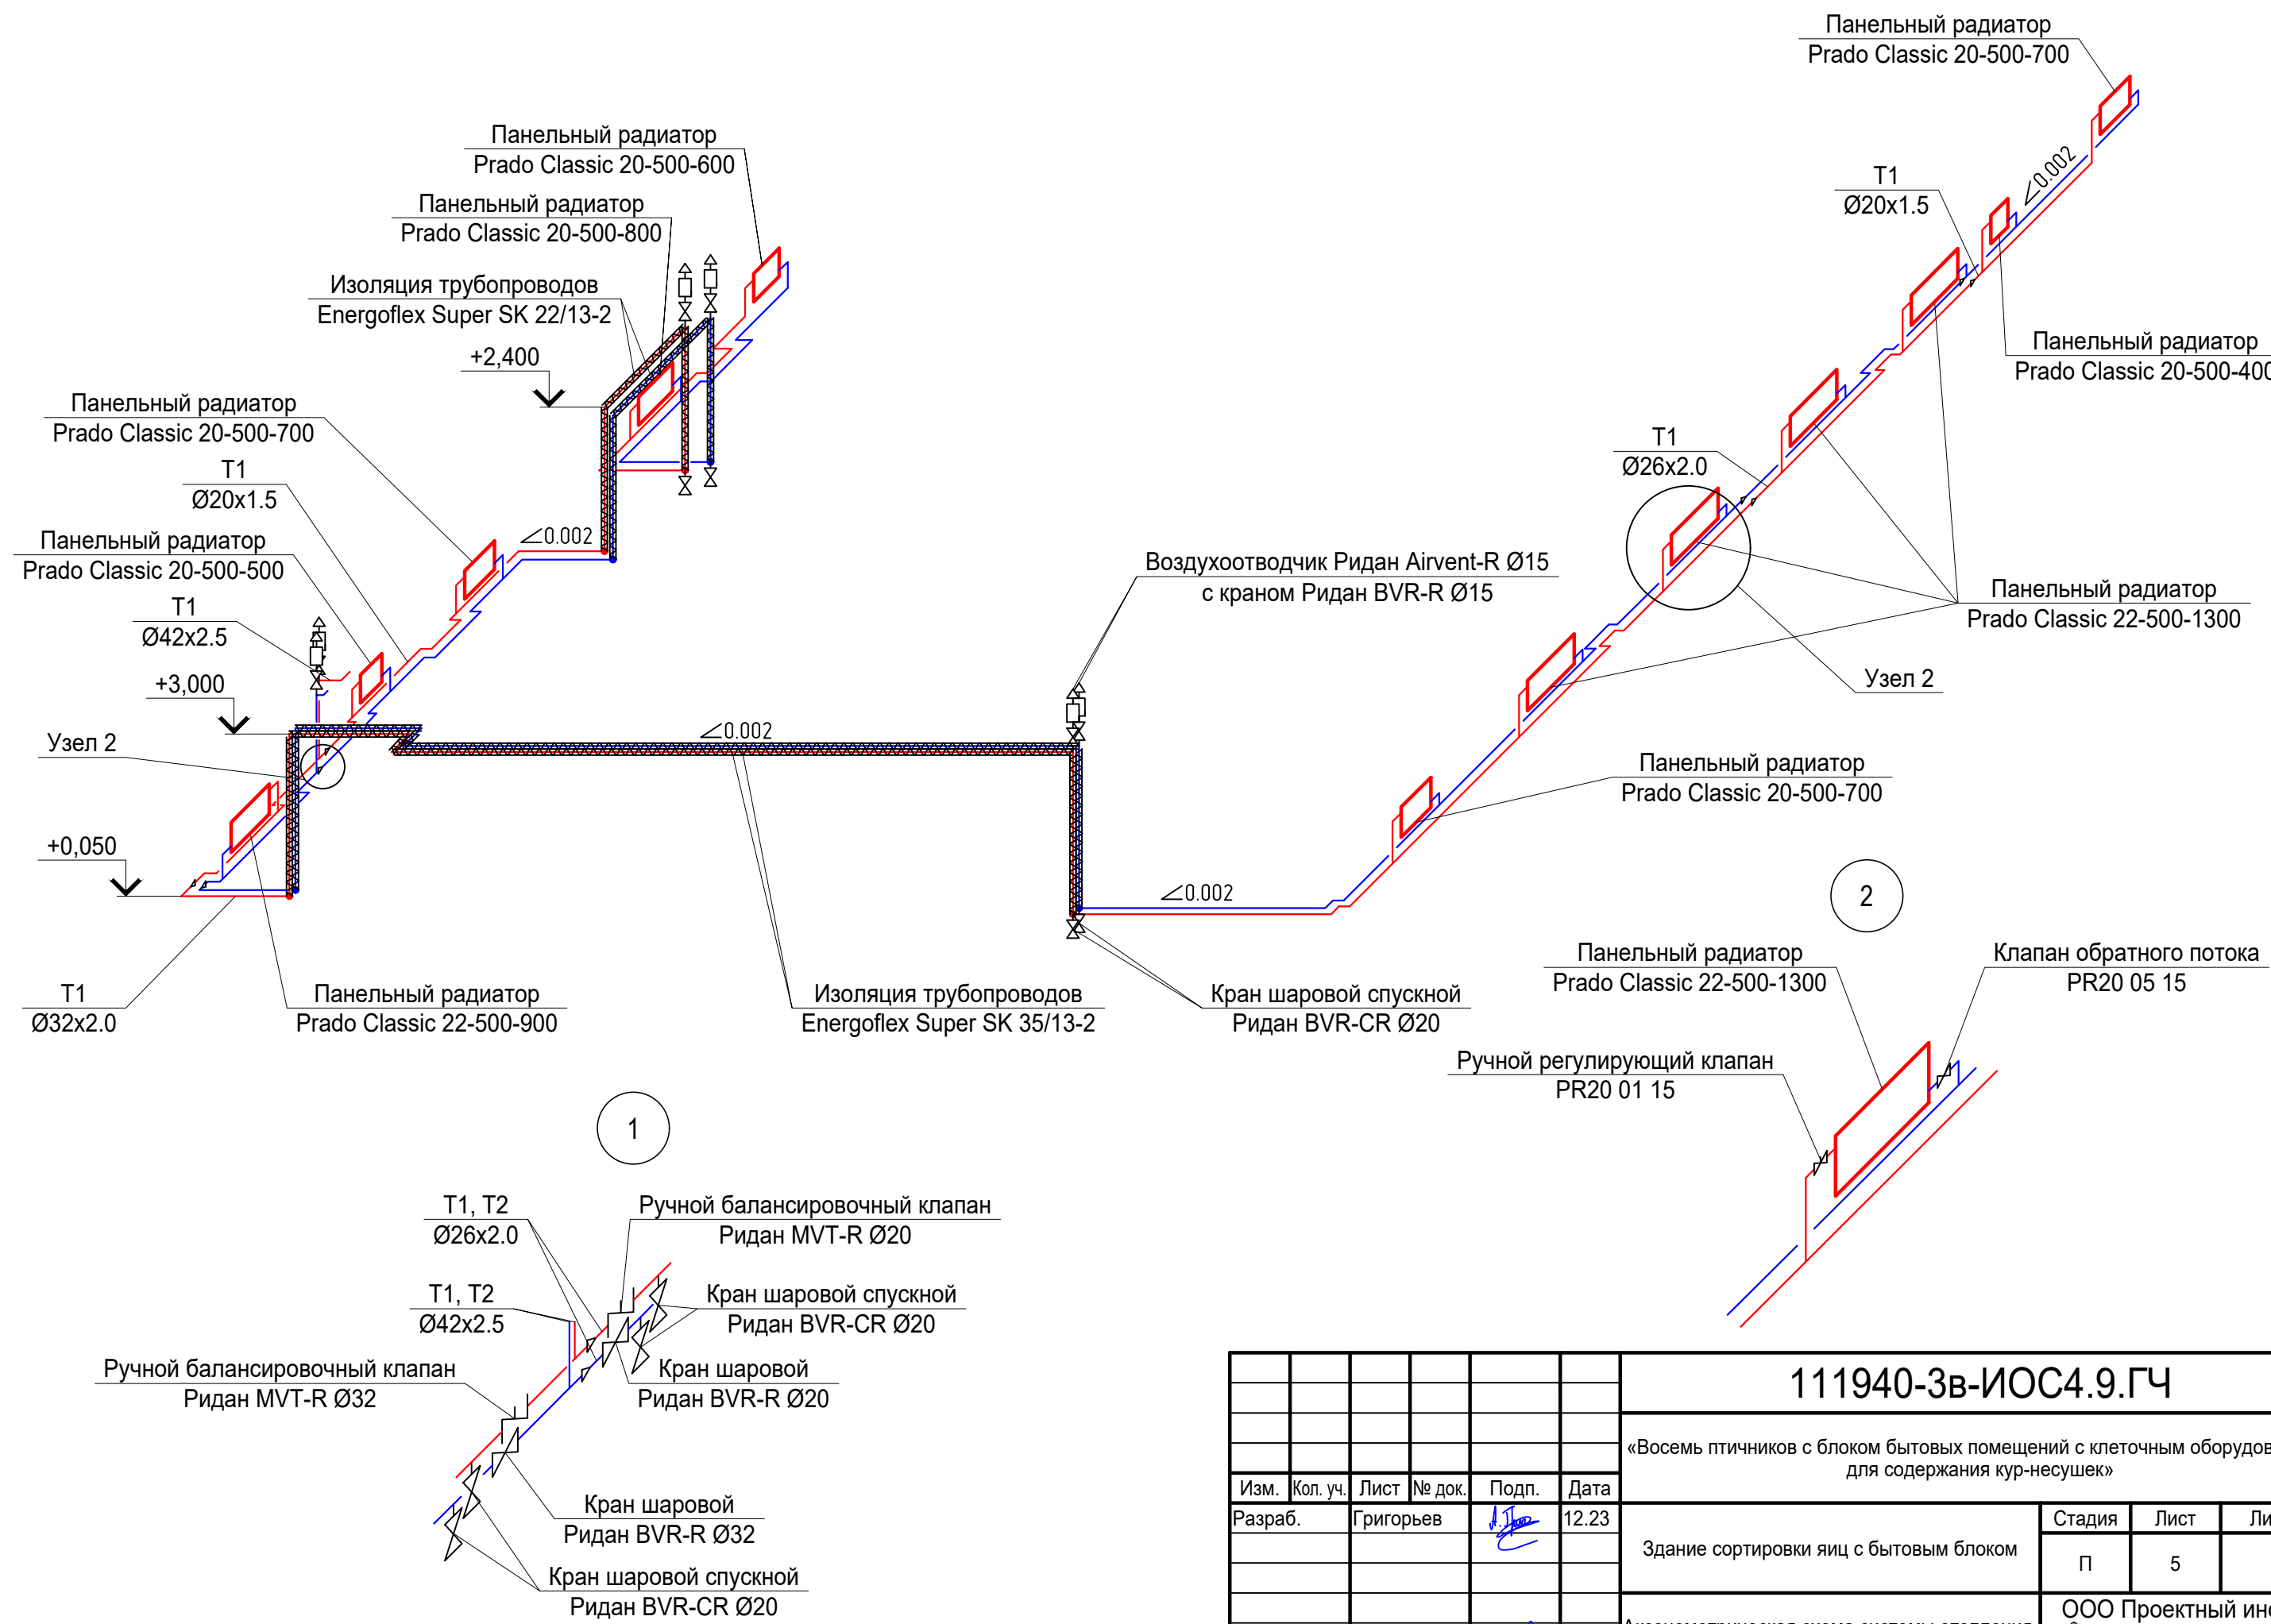 Панельный радиатор
Prado Classic 20-500-700
Панельный радиатор
Prado Classic 20-500-600
Панельный радиатор
Prado Classic 20-500-800
Изоляция трубопроводов
Energoflex Super SK 22/13-2
+2,400
Панельный радиатор
Prado Classic 20-500-700
T1
Ø20x1.5
Панельный радиатор
Prado Classic 20-500-500
T1
Ø42x2.5
+3,000
Узел 2
+0,050
T1
Ø32x2.0
Панельный радиатор
Prado Classic 22-500-900
∠0.002
∠0.002
Изоляция трубопроводов
Energoflex Super SK 35/13-2
Воздухоотводчик Ридан Airvent-R Ø15
с краном Ридан BVR-R Ø15
∠0.002
Кран шаровой спускной
Ридан BVR-CR Ø20
T1
Ø20x1.5
∠0.002
Панельный радиатор
Prado Classic 20-500-400
T1
Ø26x2.0
Панельный радиатор
Prado Classic 22-500-1300
Узел 2
Панельный радиатор
Prado Classic 20-500-700
2
Панельный радиатор
Prado Classic 22-500-1300
Клапан обратного потока
PR20 05 15
Ручной регулирующий клапан
PR20 01 15
1
T1, T2
Ø26x2.0
Ручной балансировочный клапан
Ридан MVT-R Ø20
T1, T2
Ø42x2.5
Кран шаровой спускной
Ридан BVR-CR Ø20
Ручной балансировочный клапан
Ридан MVT-R Ø32
Кран шаровой
Ридан BVR-R Ø20
Кран шаровой
Ридан BVR-R Ø32
Кран шаровой спускной
Ридан BVR-CR Ø20
111940-3в-ИОС4.9.ГЧ
«Восемь птичников с блоком бытовых помещений с клеточным
для содержания кур-несушек»
Изм. Кол. уч. Лист № док. Подп. Дата
Разраб. Григорьев 12.23
Здание сортировки яиц с бытовым блоком
Стадия Лист
П 5
ООО Проектный